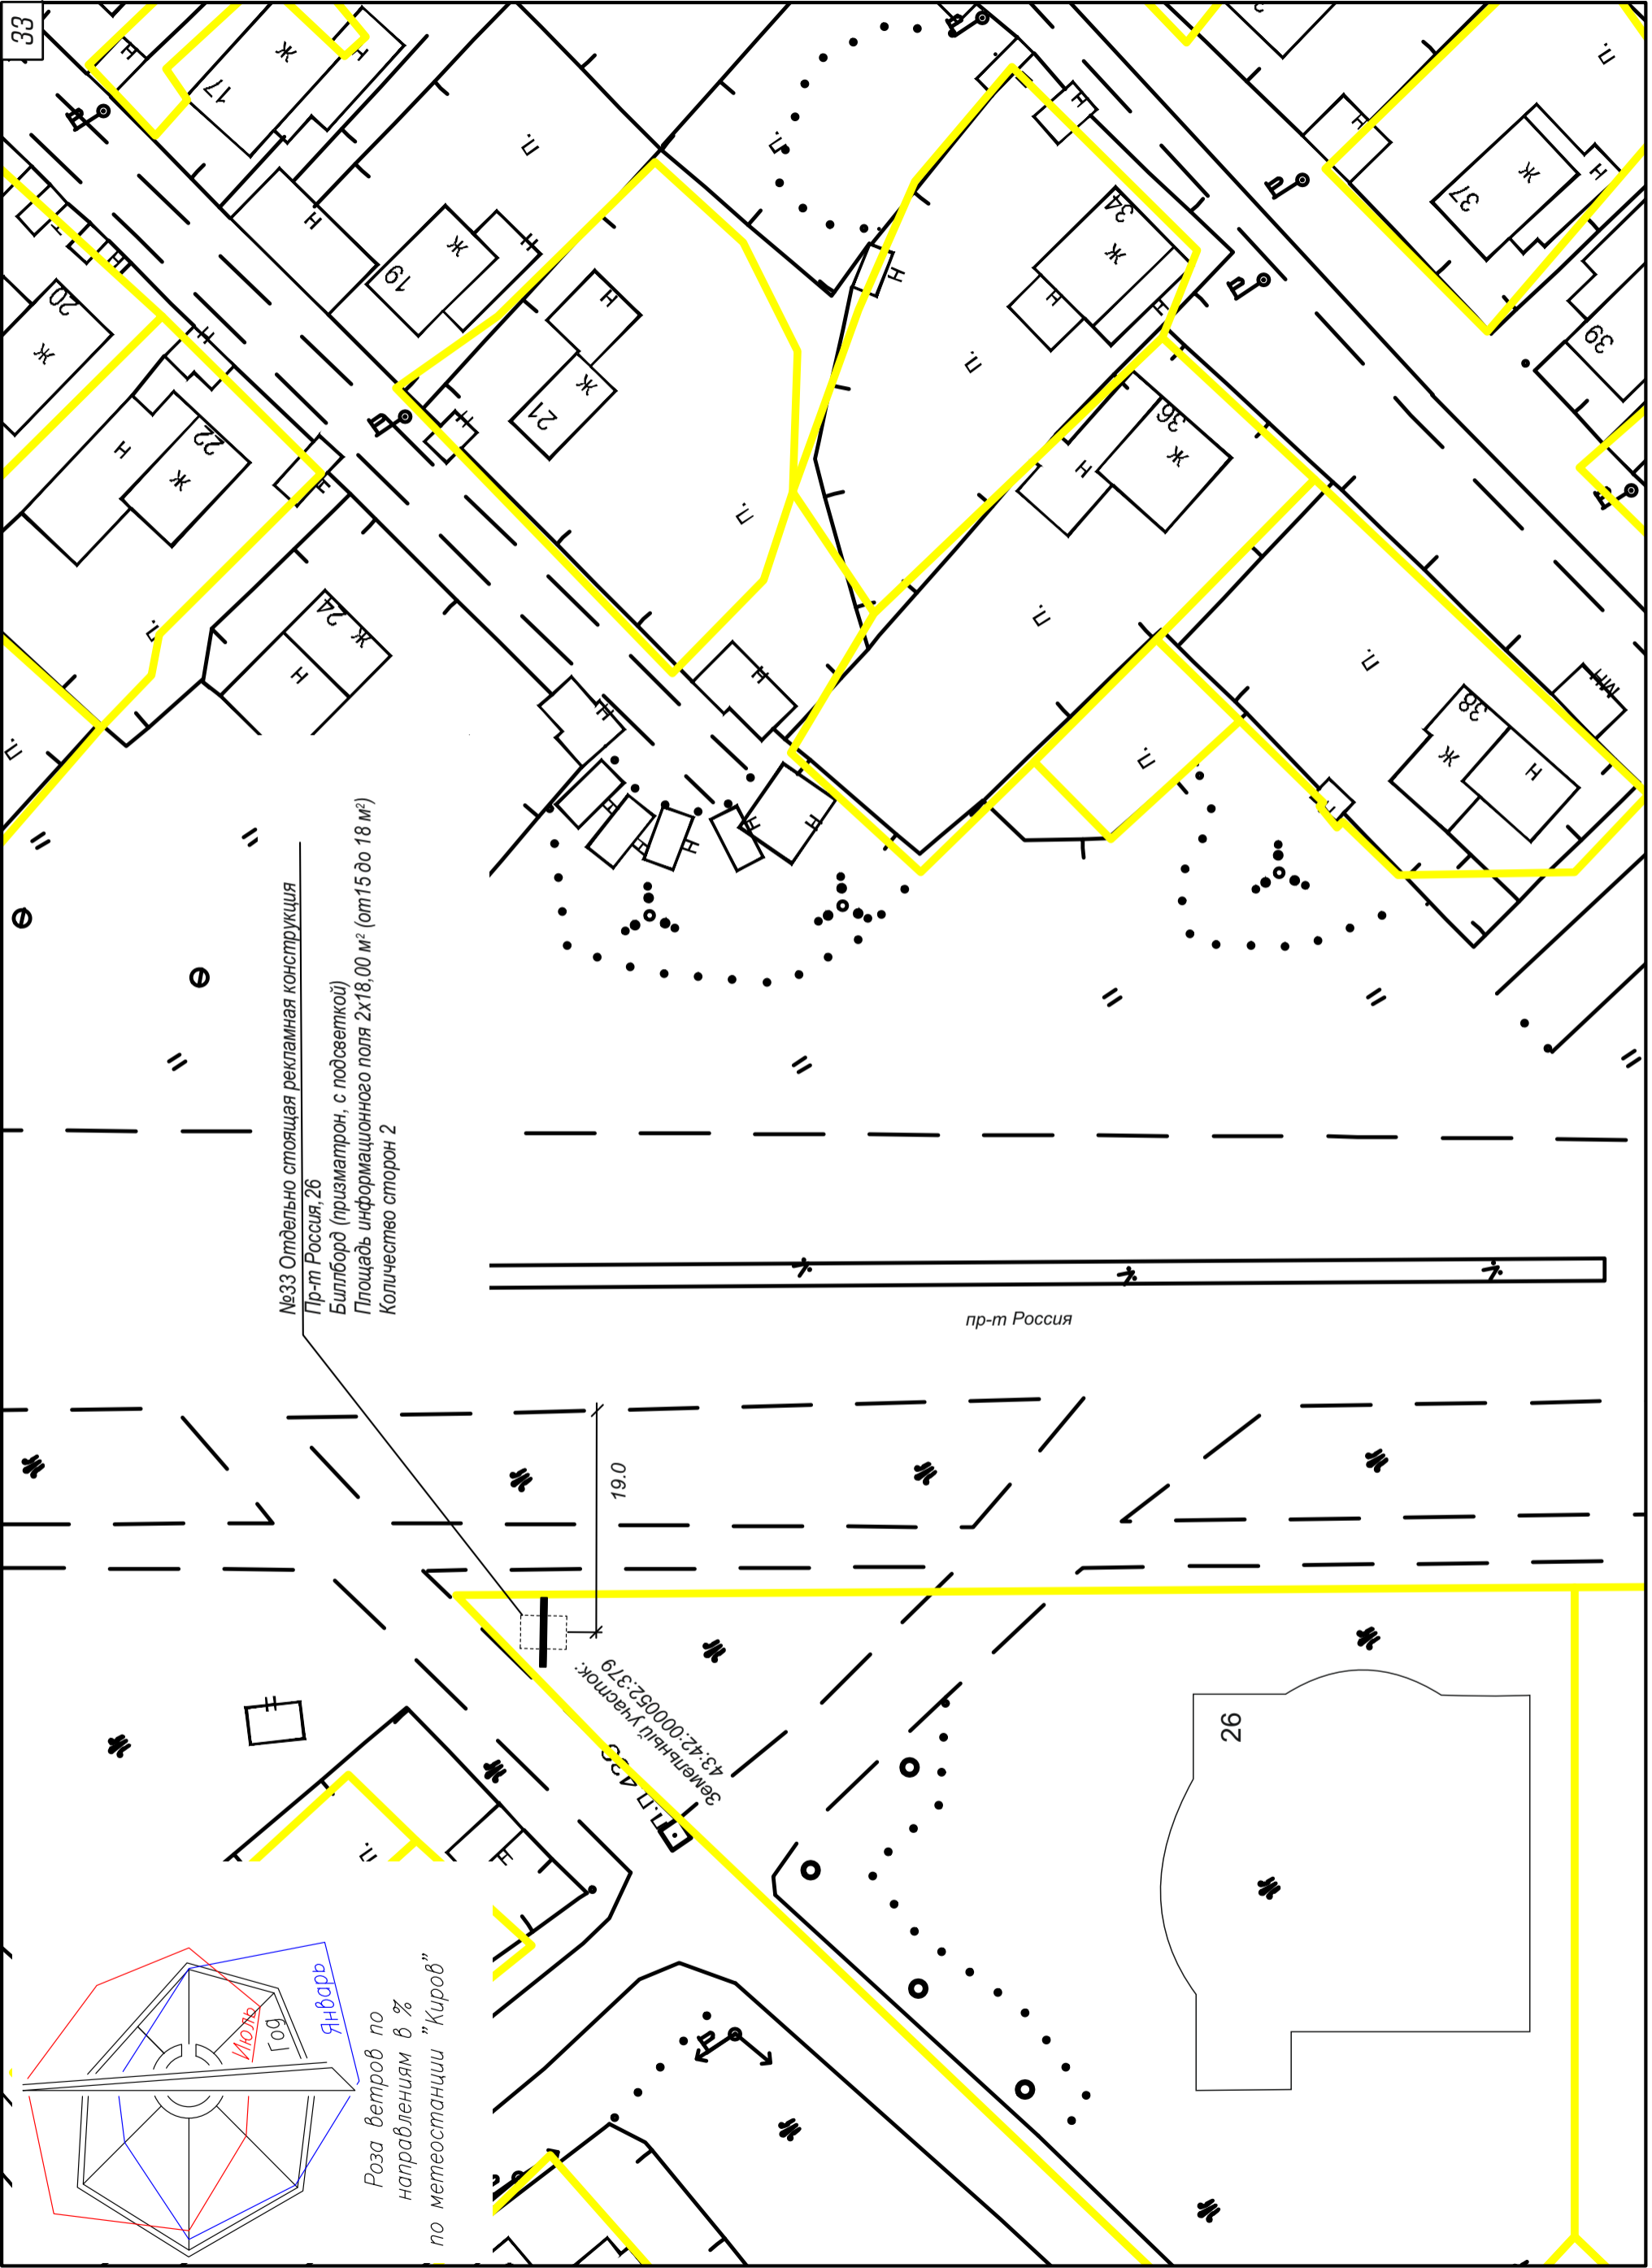 33
№33 Отдельно стоящая рекламная конструкция
Пр-т Россия,26
Биллборд (призматрон, с подсветкой)
Площадь информационного поля 2х18,00 м² (от15 до 18 м²)
Количество сторон 2
пр-т Россия
19.0
Земельный участок:
43:42:000052:379
26
Июль
Год
Январь
Роза ветров по
направлениям в %
по метеостанции "Киров"
17
Ж
Н
Н
19
Ж
Н
Н
20
Ж
22
Ж
Н
Н
21
Ж
Н
Н
24
Ж
Н
34
Ж
Н
Н
36
Ж
Н
37
Ж
Н
38
Ж
Н
39
МН
п.
п.
п.
п.
п.
п.
п.
п.
п.
п.